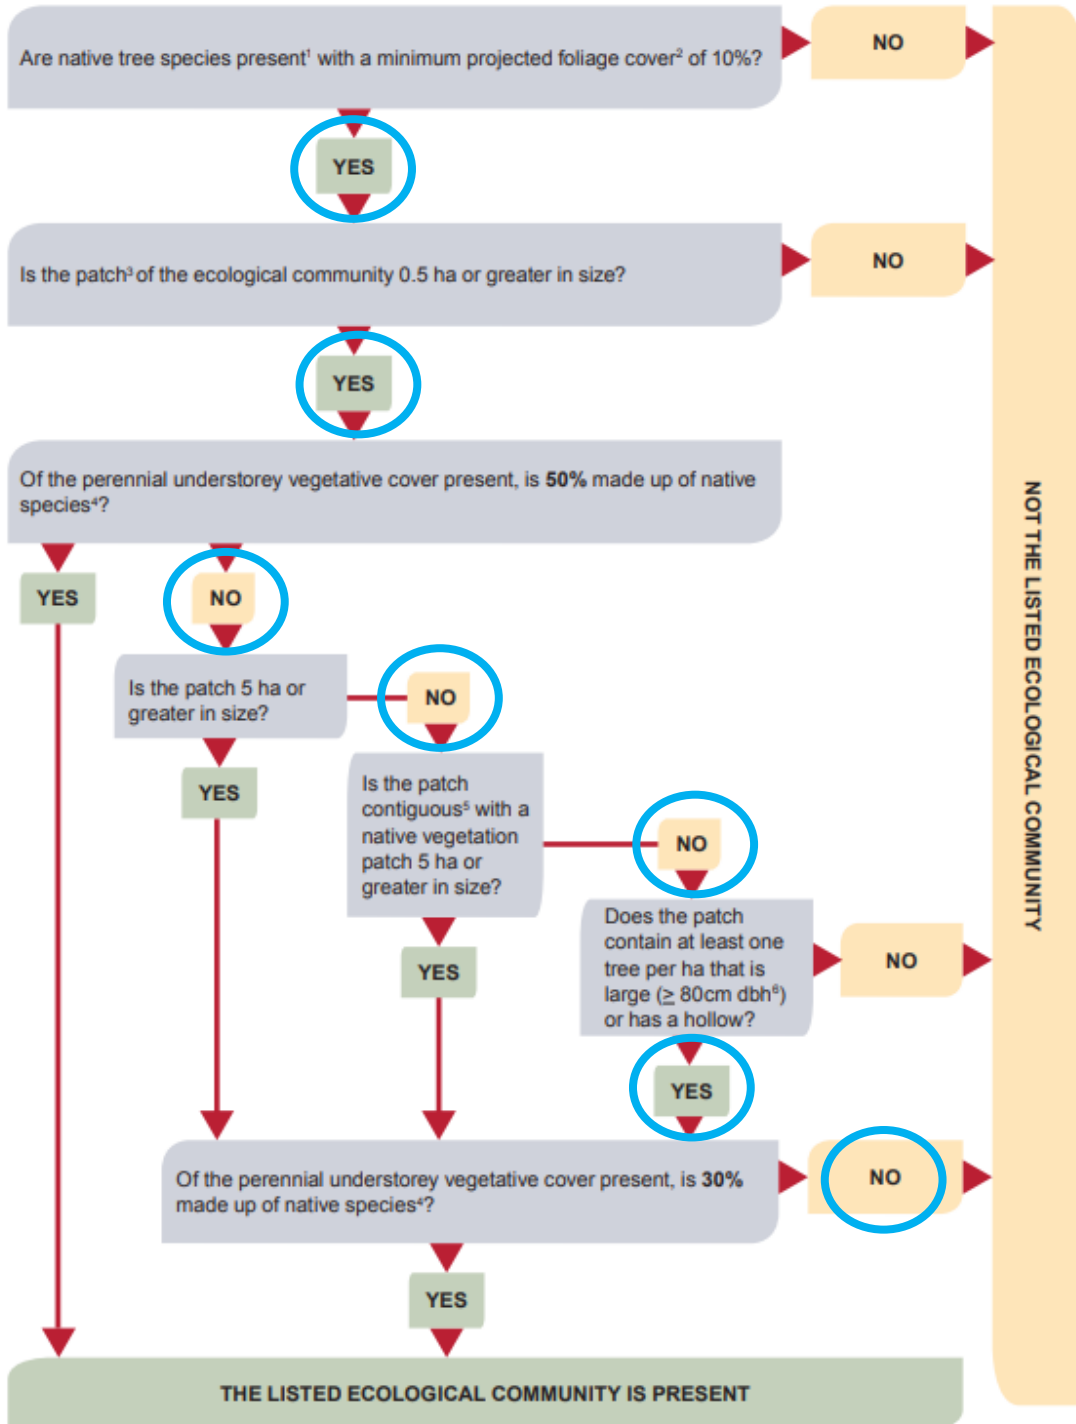 Are native tree species present¹ with a minimum projected foliage cover² of 10%?
NO
YES
Is the patch³ of the ecological community 0.5 ha or greater in size?
NO
YES
Of the perennial understorey vegetative cover present, is 50% made up of native
species⁴?
YES
NO
Is the patch 5 ha or
greater in size?
NO
YES
Is the patch
contiguous⁵ with a
native vegetation
patch 5 ha or
greater in size?
NO
YES
Does the patch
contain at least one
tree per ha that is
large (≥ 80cm dbh⁶)
or has a hollow?
NO
YES
Of the perennial understorey vegetative cover present, is 30%
made up of native species⁴?
NO
YES
THE LISTED ECOLOGICAL COMMUNITY IS PRESENT
NOT THE LISTED ECOLOGICAL COMMUNITY